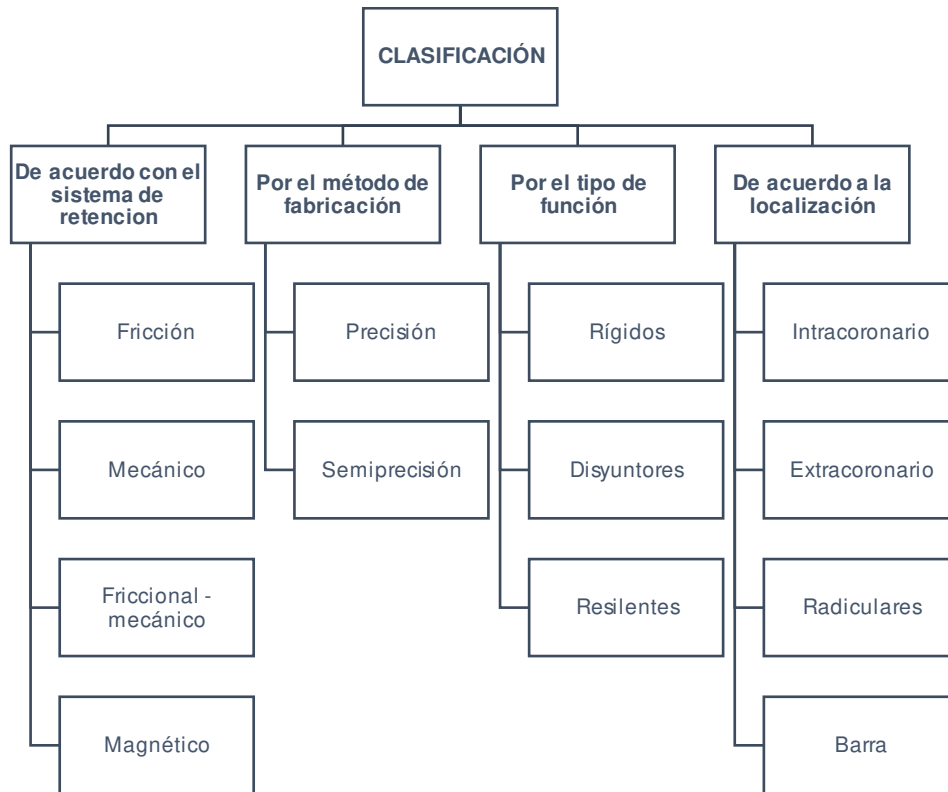 CLASIFICACIÓN
De acuerdo con el
sistema de
retencion
Fricción
Mecánico
Friccional -
mecánico
Magnético
Por el método de
fabricación
Precisión
Semiprecisión
Por el tipo de
función
Rígidos
Disyuntores
Resilentes
De acuerdo a la
localización
Intracoronario
Extracoronario
Radiculares
Barra